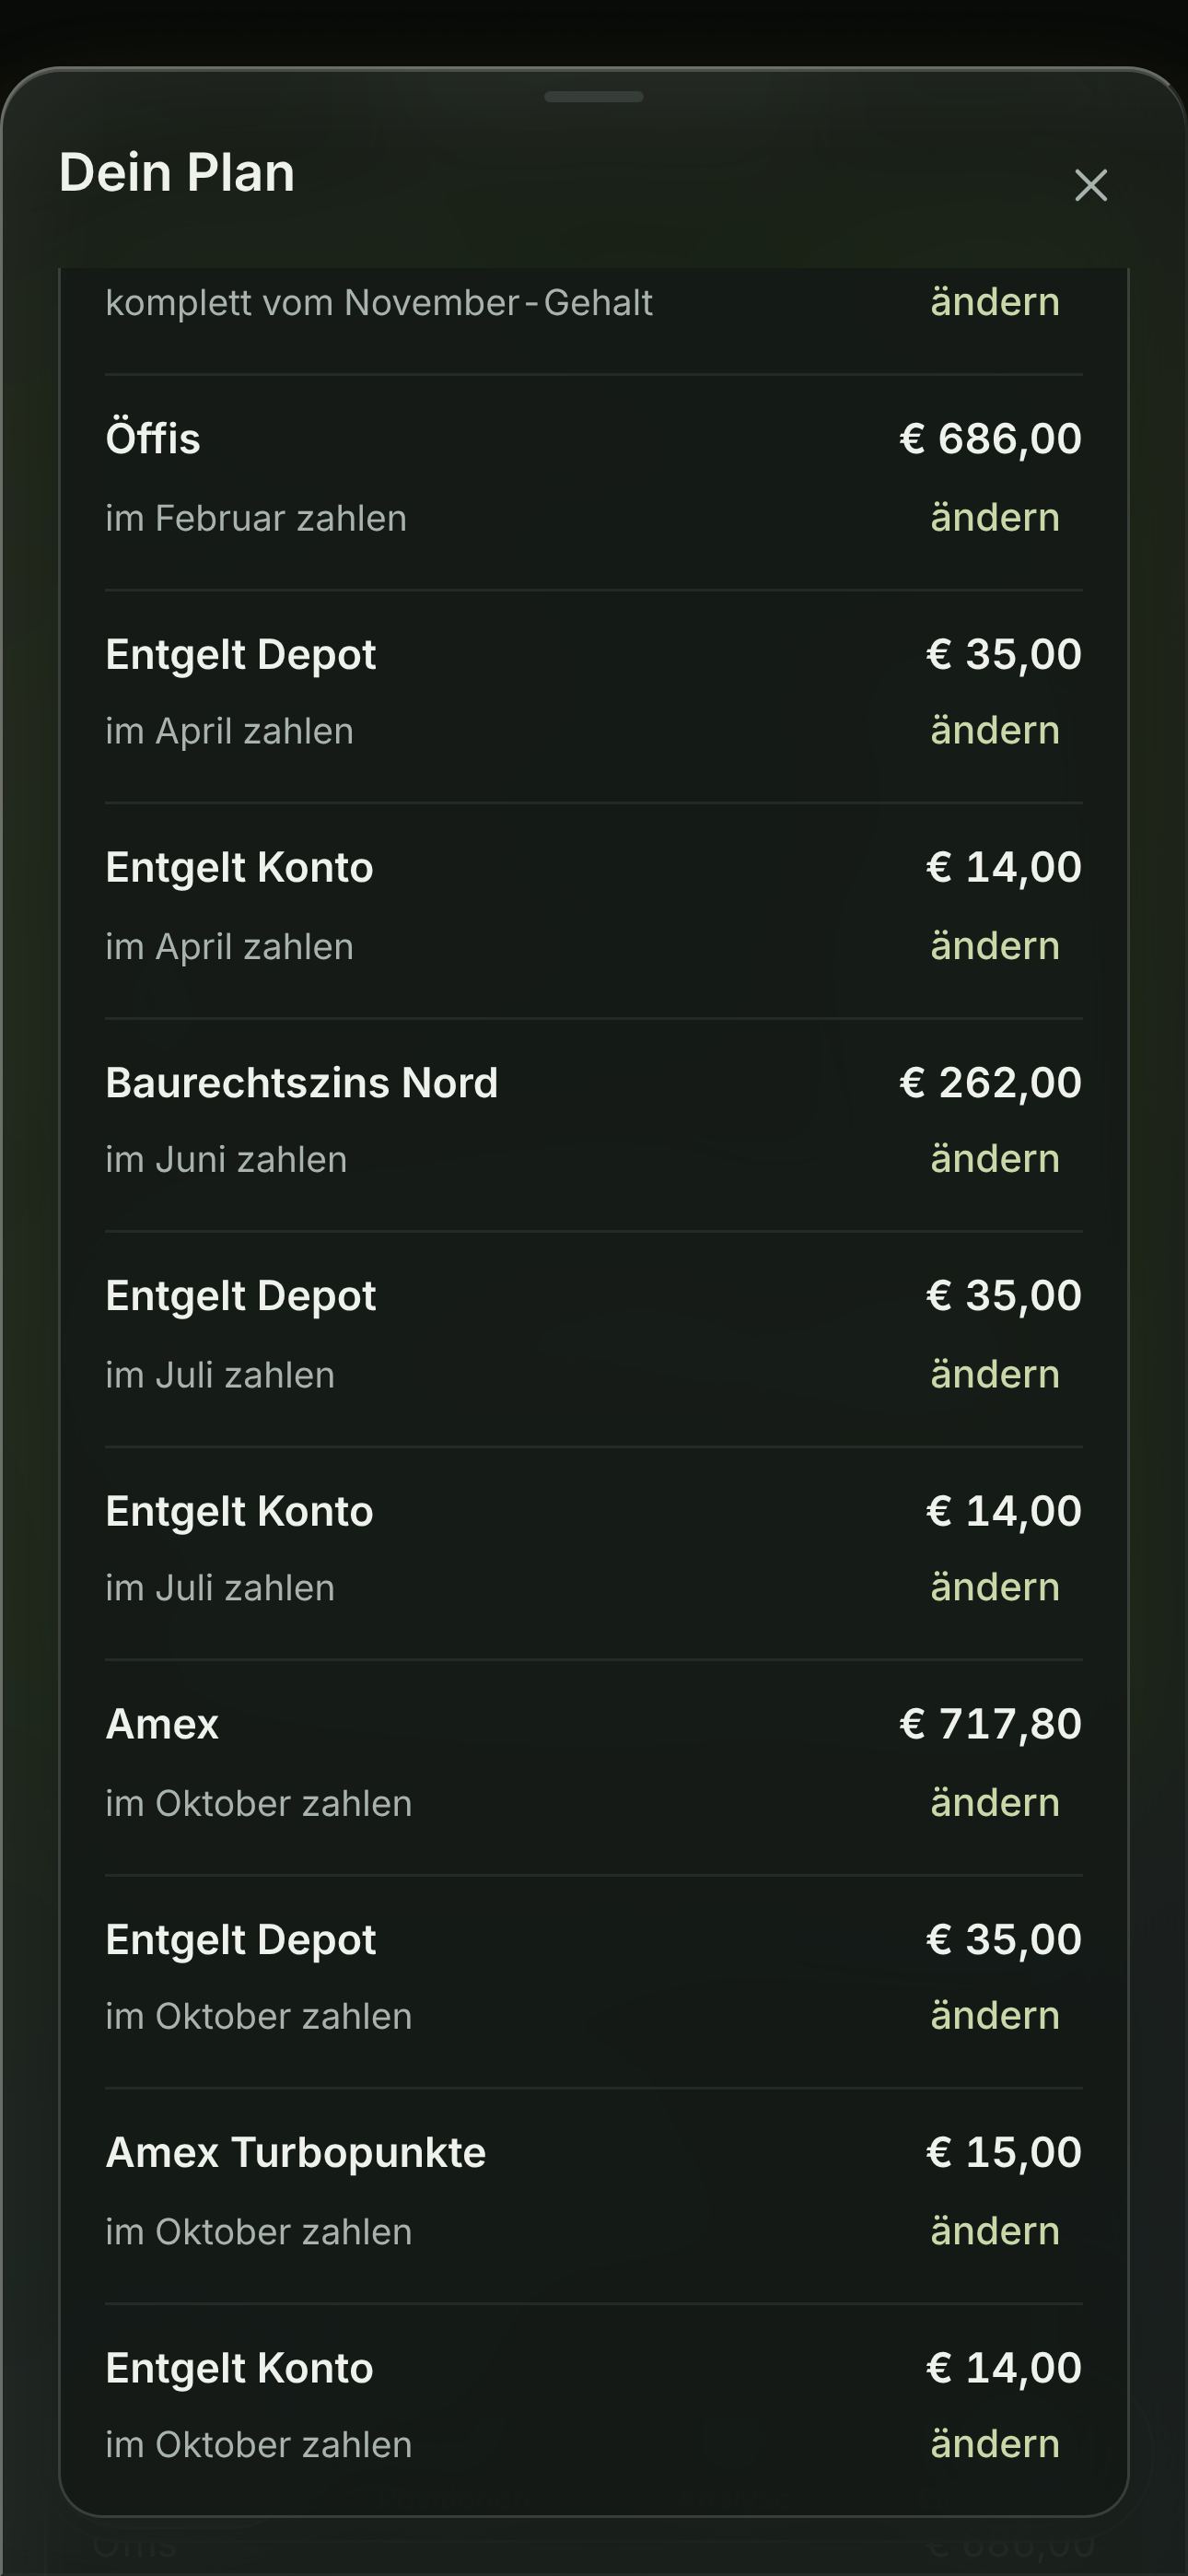 Dein Plan
komplett vom November-Gehalt ändern
Öffis € 686,00
im Februar zahlen ändern
Entgelt Depot € 35,00
im April zahlen ändern
Entgelt Konto € 14,00
im April zahlen ändern
Baurechtszins Nord € 262,00
im Juni zahlen ändern
Entgelt Depot € 35,00
im Juli zahlen ändern
Entgelt Konto € 14,00
im Juli zahlen ändern
Amex € 717,80
im Oktober zahlen ändern
Entgelt Depot € 35,00
im Oktober zahlen ändern
Amex Turbopunkte € 15,00
im Oktober zahlen ändern
Entgelt Konto € 14,00
im Oktober zahlen ändern
Öffis € 686,00